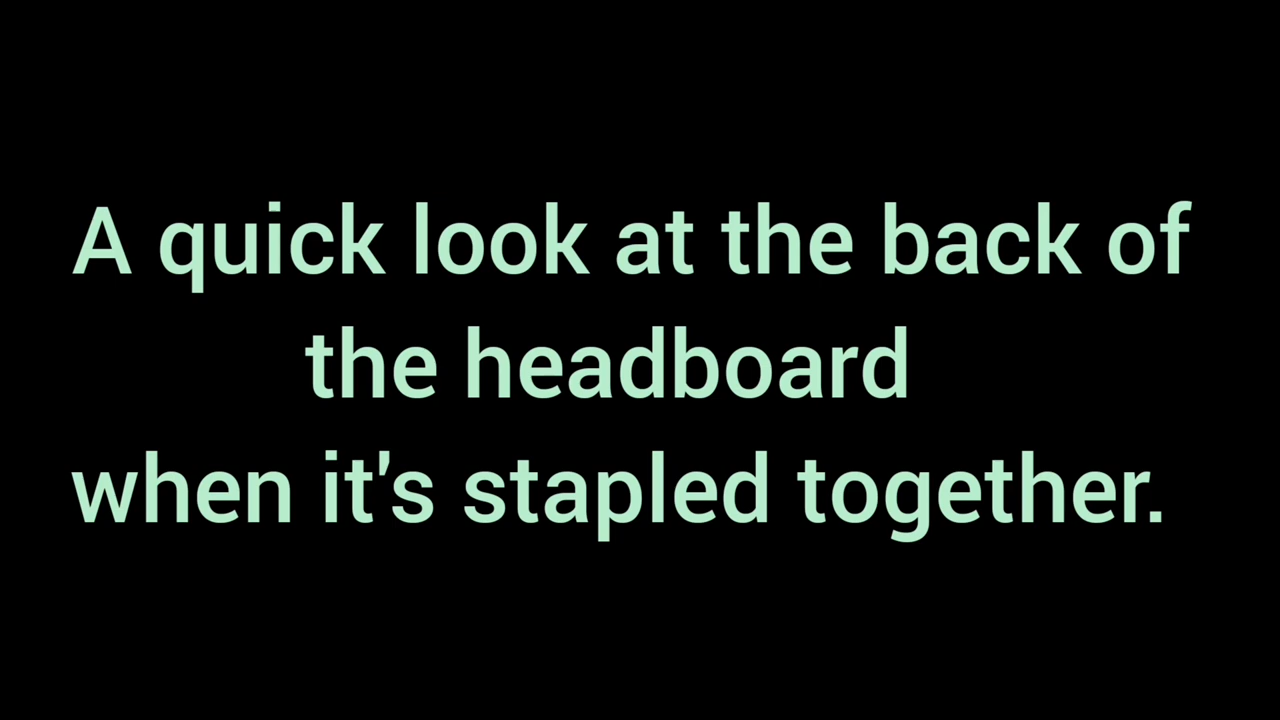 A quick look at the back of
the headboard
when it's stapled together.